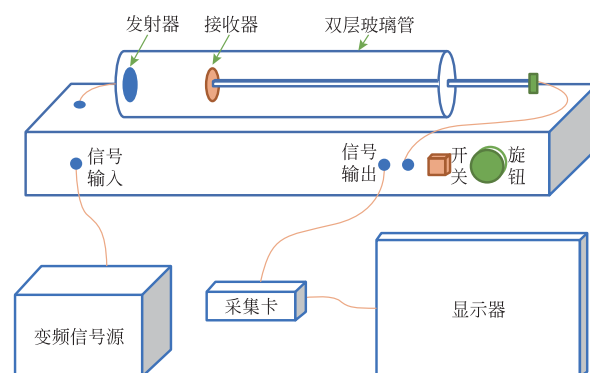 发射器 接收器 双层玻璃管
信号
输入
信号
输出
开
关
旋
钮
采集卡
显示器
变频信号源